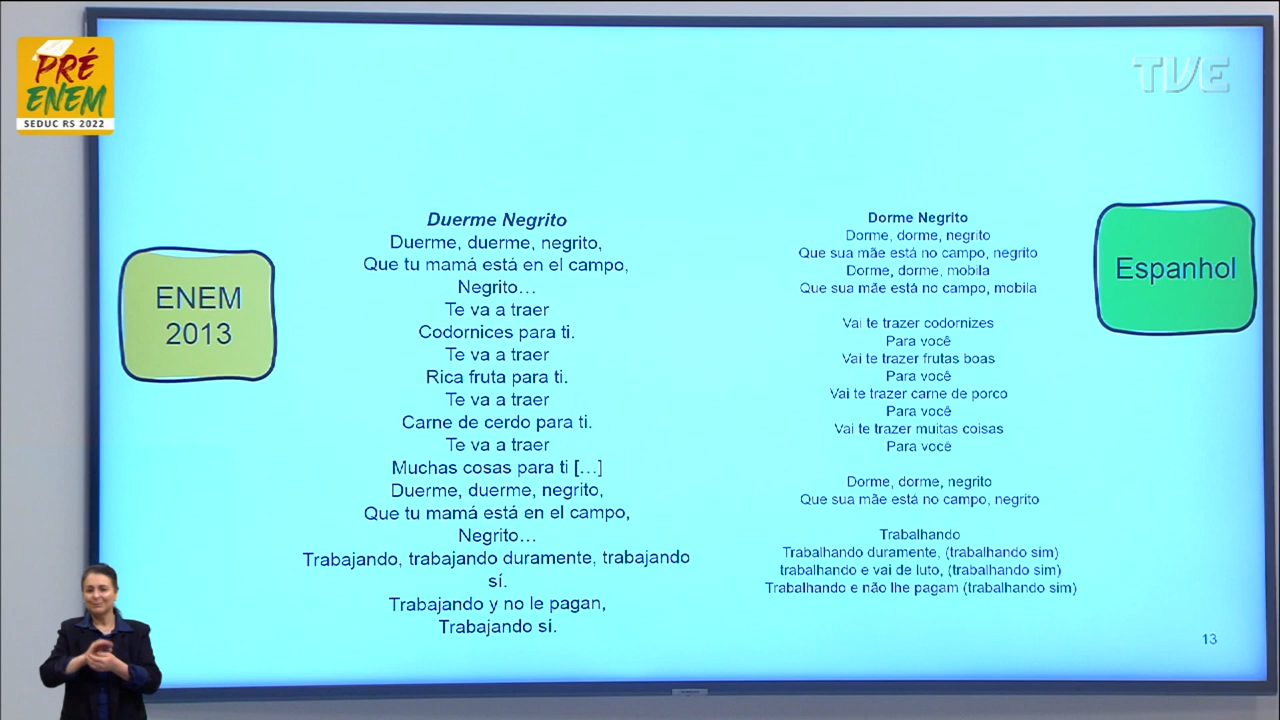 PRÉ
ENEM
SEDUC RS 2022
TVE
ENEM
2013
Duerme Negrito
Duerme, duerme, negrito,
Que tu mamá está en el campo,
Negrito…
Te va a traer
Codornices para ti.
Te va a traer
Rica fruta para ti.
Te va a traer
Carne de cerdo para ti.
Te va a traer
Muchas cosas para ti […]
Duerme, duerme, negrito,
Que tu mamá está en el campo,
Negrito…
Trabajando, trabajando duramente, trabajando
sí.
Trabajando y no le pagan,
Trabajando sí.
Dorme Negrito
Dorme, dorme, negrito
Que sua mãe está no campo, negrito
Dorme, dorme, mobila
Que sua mãe está no campo, mobila
Vai te trazer codornizes
Para você
Vai te trazer frutas boas
Para você
Vai te trazer carne de porco
Para você
Vai te trazer muitas coisas
Para você
Dorme, dorme, negrito
Que sua mãe está no campo, negrito
Trabalhando
Trabalhando duramente, (trabalhando sim)
trabalhando e vai de luto, (trabalhando sim)
Trabalhando e não lhe pagam (trabalhando sim)
Espanhol
13